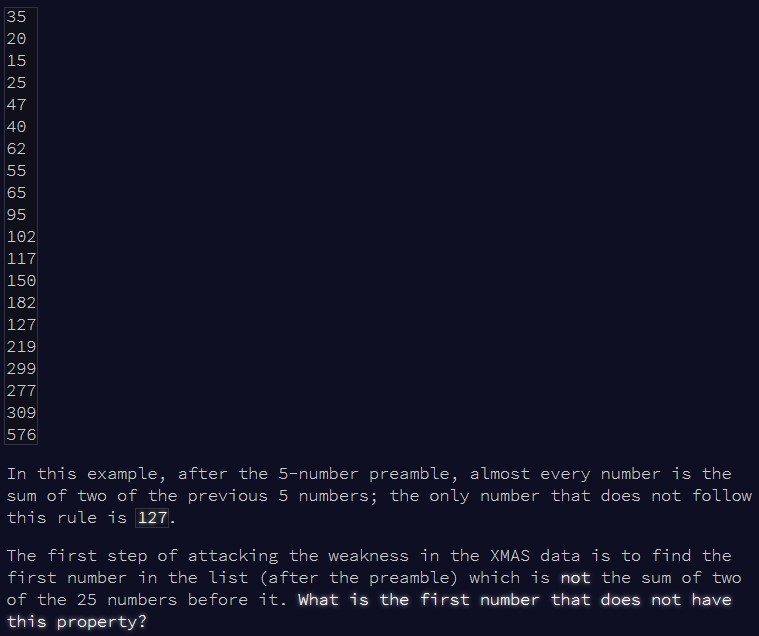 35
20
15
25
47
40
62
55
65
95
102
117
150
182
127
219
299
277
309
576
In this example, after the 5-number preamble, almost every number is the
sum of two of the previous 5 numbers; the only number that does not follow
this rule is 127.
The first step of attacking the weakness in the XMAS data is to find the
first number in the list (after the preamble) which is not the sum of two
of the 25 numbers before it. What is the first number that does not have
this property?